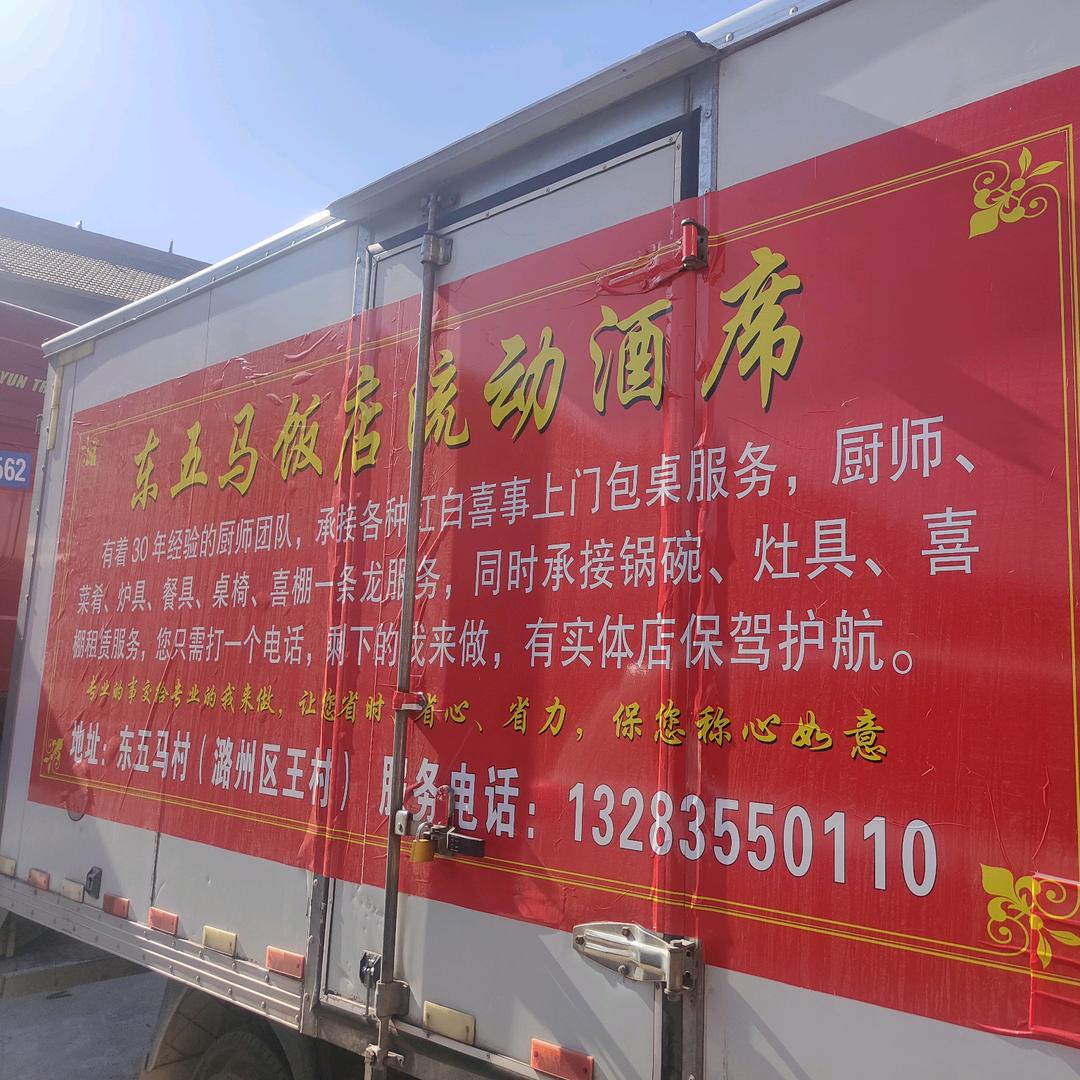 YUN TR
562
东五马饭店流动酒席
有着30年经验的厨师团队，承接各种红白喜事上门包桌服务，厨师、
菜肴、炉具、餐具、桌椅、喜棚一条龙服务，同时承接锅碗、灶具、喜
棚租赁服务，您只需打一个电话，剩下的我来做，有实体店保驾护航。
专业的事交给专业的我来做，让您省时、省心、省力，保您称心如意
地址：东五马村（潞州区王村） 服务电话：13283550110